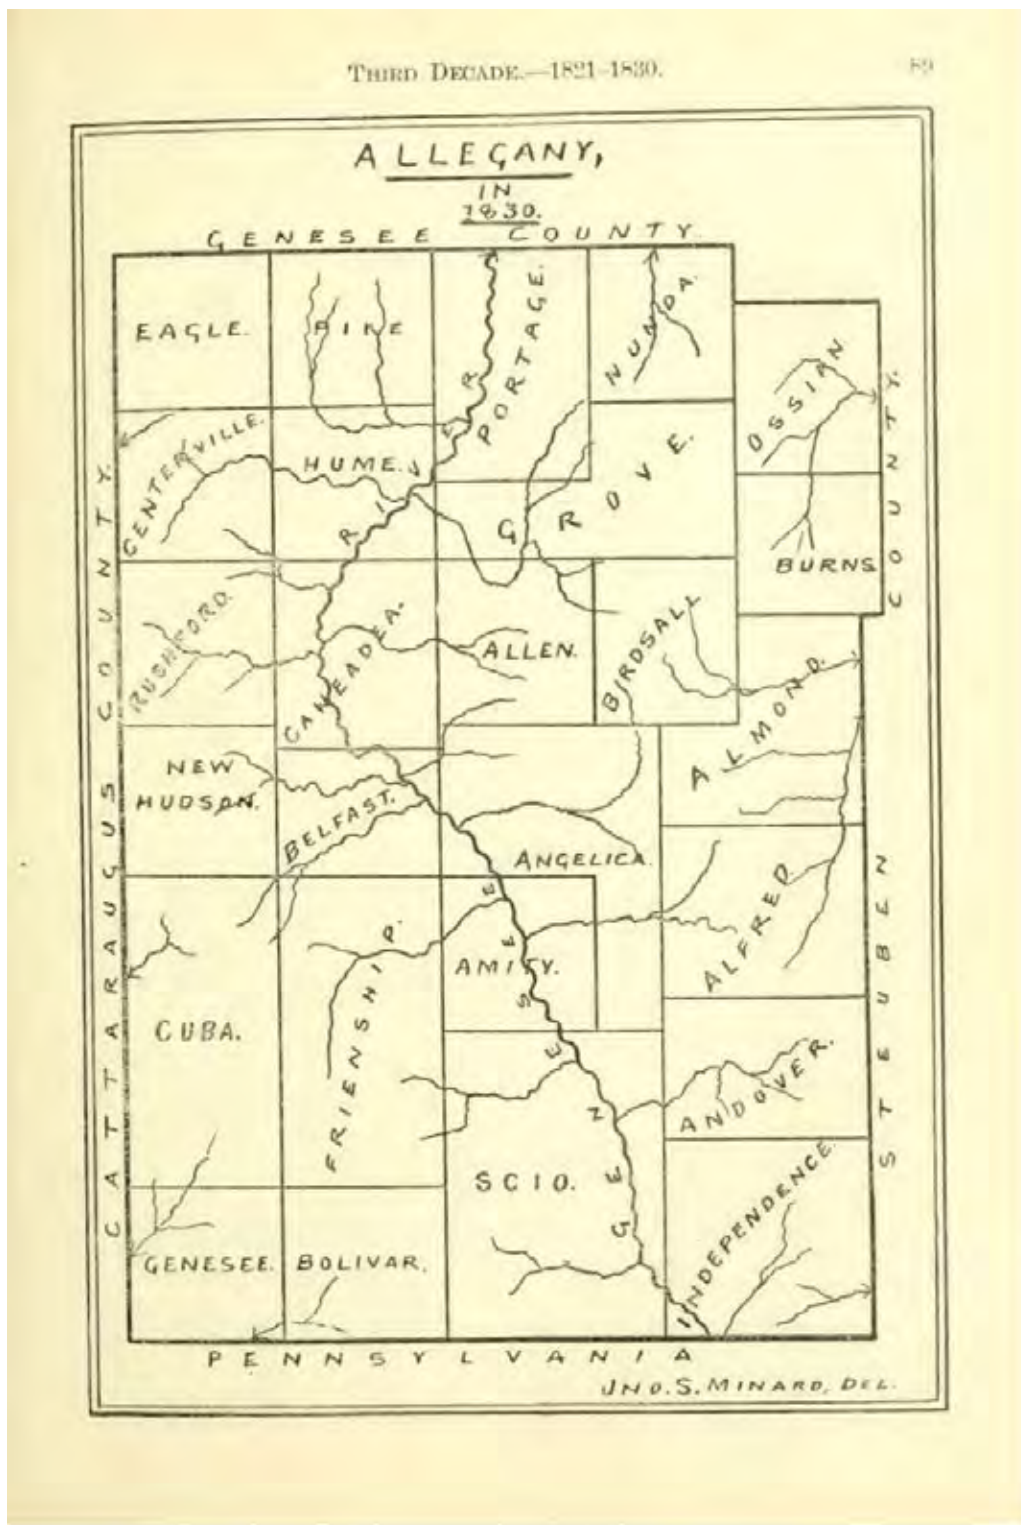 THIRD DECADE.—1821-1830.
89
ALLEGANY,
IN
1830.
GENESEE COUNTY.
EAGLE.
PIKE
PORTAGE.
NUNDA.
OSSIAN
CENTERVILLE.
HUME.
GROVE.
BURNS.
RUSHFORD.
CANEADEA.
ALLEN.
BIRDSALL
ALMOND.
NEW
HUDSON.
BELFAST.
ANGELICA.
ALFRED.
CUBA.
FRIENSHIP.
AMITY.
ANDOVER.
SCIO.
INDEPENDENCE.
GENESEE.
BOLIVAR.
GENESEE RIVER
CATTARAUGUS COUNTY.
STEUBEN COUNTY.
PENNSYLVANIA
JNO. S. MINARD, DEL.